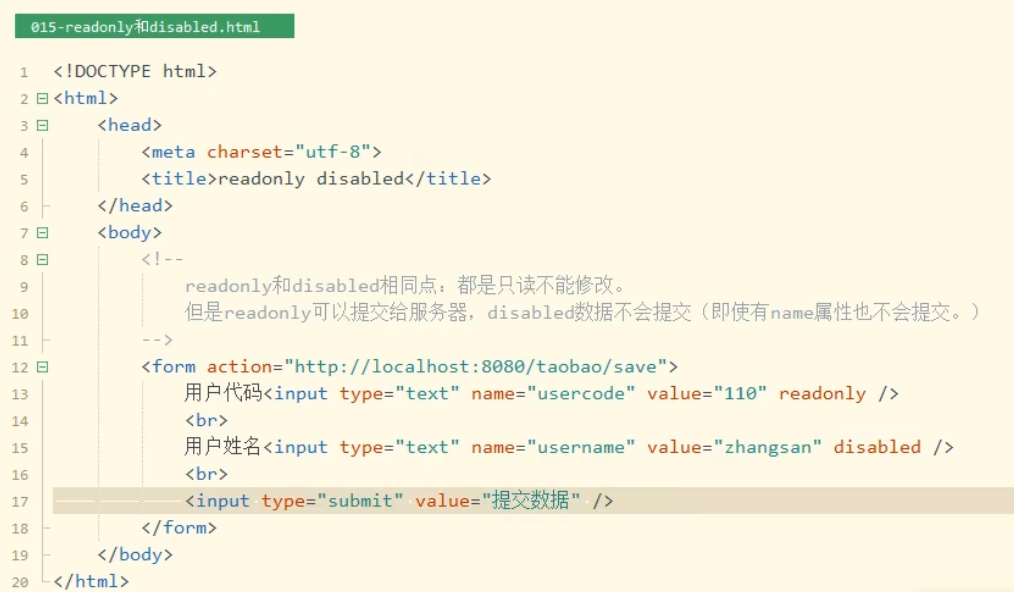 015-readonly和disabled.html
1 <!DOCTYPE html>
2 <html>
3 <head>
4 <meta charset="utf-8">
5 <title>readonly disabled</title>
6 </head>
7 <body>
8 <!--
9 readonly和disabled相同点：都是只读不能修改。
10 但是readonly可以提交给服务器，disabled数据不会提交（即使有name属性也不会提交。）
11 -->
12 <form action="http://localhost:8080/taobao/save">
13 用户代码<input type="text" name="usercode" value="110" readonly />
14 <br>
15 用户姓名<input type="text" name="username" value="zhangsan" disabled />
16 <br>
17 <input type="submit" value="提交数据" />
18 </form>
19 </body>
20 </html>